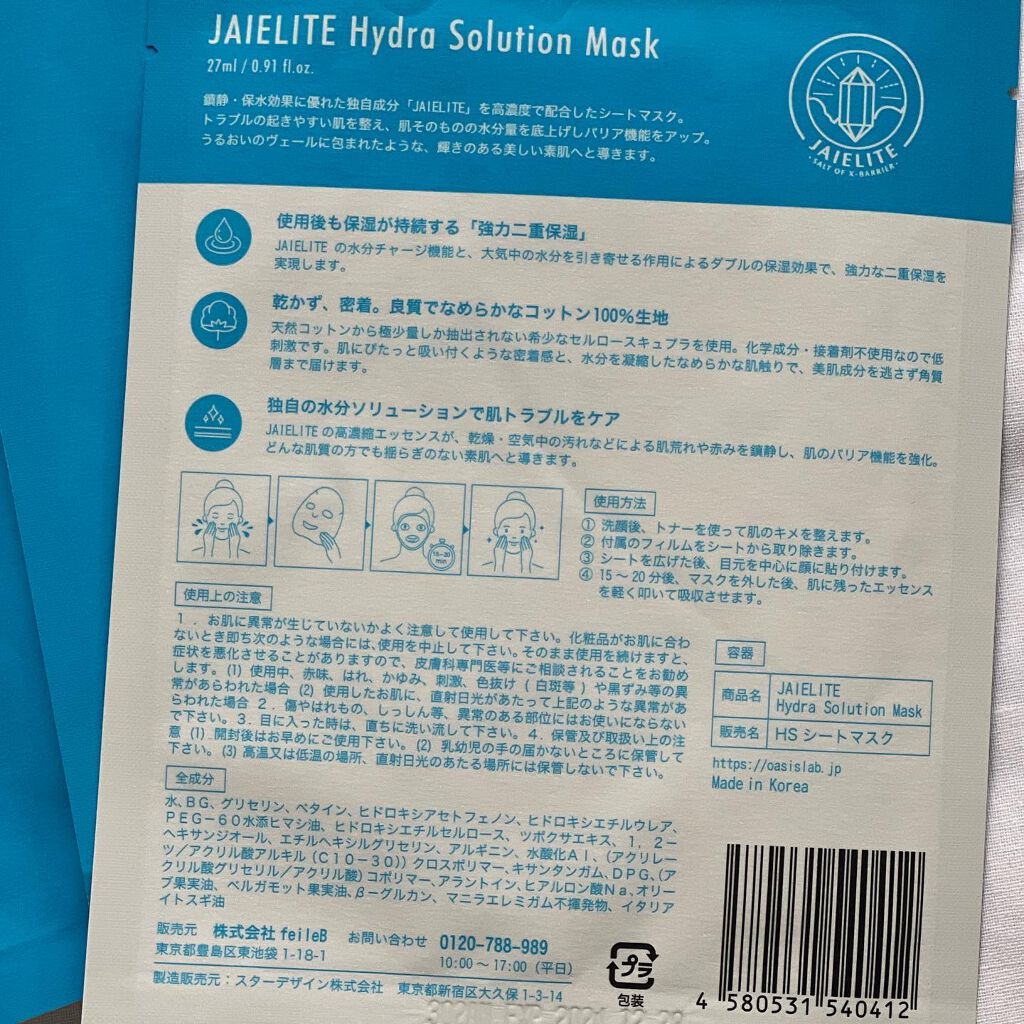 JAIELITE Hydra Solution Mask
27ml / 0.91 fl.oz.
鎮静・保水効果に優れた独自成分「JAIELITE」を高濃度で配合したシートマスク。
トラブルの起きやすい肌を整え、肌そのものの水分量を底上げしバリア機能をアップ。
うるおいのヴェールに包まれたような、輝きのある美しい素肌へと導きます。
JAIELITE
・SALT OF X-BARRIER・
使用後も保湿が持続する「強力二重保湿」
JAIELITE の水分チャージ機能と、大気中の水分を引き寄せる作用によるダブルの保湿効果で、強力な二重保湿を
実現します。
乾かず、密着。良質でなめらかなコットン100%生地
天然コットンから極少量しか抽出されない希少なセルロースキュプラを使用。化学成分・接着剤不使用なので低
刺激です。肌にぴたっと吸い付くような密着感と、水分を凝縮したなめらかな肌触りで、美肌成分を逃さず角質
層まで届けます。
独自の水分ソリューションで肌トラブルをケア
JAIELITEの高濃縮エッセンスが、乾燥・空気中の汚れなどによる肌荒れや赤みを鎮静し、肌のバリア機能を強化。
どんな肌質の方でも揺らぎのない素肌へと導きます。
15~20
min
使用方法
① 洗顔後、トナーを使って肌のキメを整えます。
② 付属のフィルムをシートから取り除きます。
③ シートを広げた後、目元を中心に顔に貼り付けます。
④ 15～20分後、マスクを外した後、肌に残ったエッセンス
を軽く叩いて吸収させます。
使用上の注意
1．お肌に異常が生じていないかよく注意して使用して下さい。化粧品がお肌に合わ
ないとき即ち次のような場合には、使用を中止して下さい。そのまま使用を続けますと、
症状を悪化させることがありますので、皮膚科専門医等にご相談されることをお勧め
します。(1) 使用中、赤味、はれ、かゆみ、刺激、色抜け ( 白斑等 ) や黒ずみ等の異
常があらわれた場合 (2) 使用したお肌に、直射日光があたって上記のような異常があ
らわれた場合 2．傷やはれもの、しっしん等、異常のある部位にはお使いにならない
で下さい。3．目に入った時は、直ちに洗い流して下さい。4．保管及び取扱い上の注
意 (1) 開封後はお早めにご使用下さい。(2) 乳幼児の手の届かないところに保管して
下さい。(3) 高温又は低温の場所、直射日光のあたる場所には保管しないで下さい。
容器
商品名 JAIELITE
Hydra Solution Mask
販売名 HS シートマスク
https://oasislab.jp
Made in Korea
全成分
水、BG、グリセリン、ベタイン、ヒドロキシアセトフェノン、ヒドロキシエチルウレア、
PEG－60水添ヒマシ油、ヒドロキシエチルセルロース、ツボクサエキス、1，2－
ヘキサンジオール、エチルヘキシルグリセリン、アルギニン、水酸化Al、（アクリレー
ツ／アクリル酸アルキル（C10－30））クロスポリマー、キサンタンガム、DPG、（ア
クリル酸グリセリル／アクリル酸）コポリマー、アラントイン、ヒアルロン酸Na、オリー
ブ果実油、ベルガモット果実油、β－グルカン、マニラエレミガム不揮発物、イタリア
イトスギ油
販売元 株式会社 feileB お問い合わせ 0120-788-989
東京都豊島区東池袋 1-18-1 10:00～17:00（平日）
製造販売元：スターデザイン株式会社 東京都新宿区大久保 1-3-14
プラ
包装
4 580531 540412